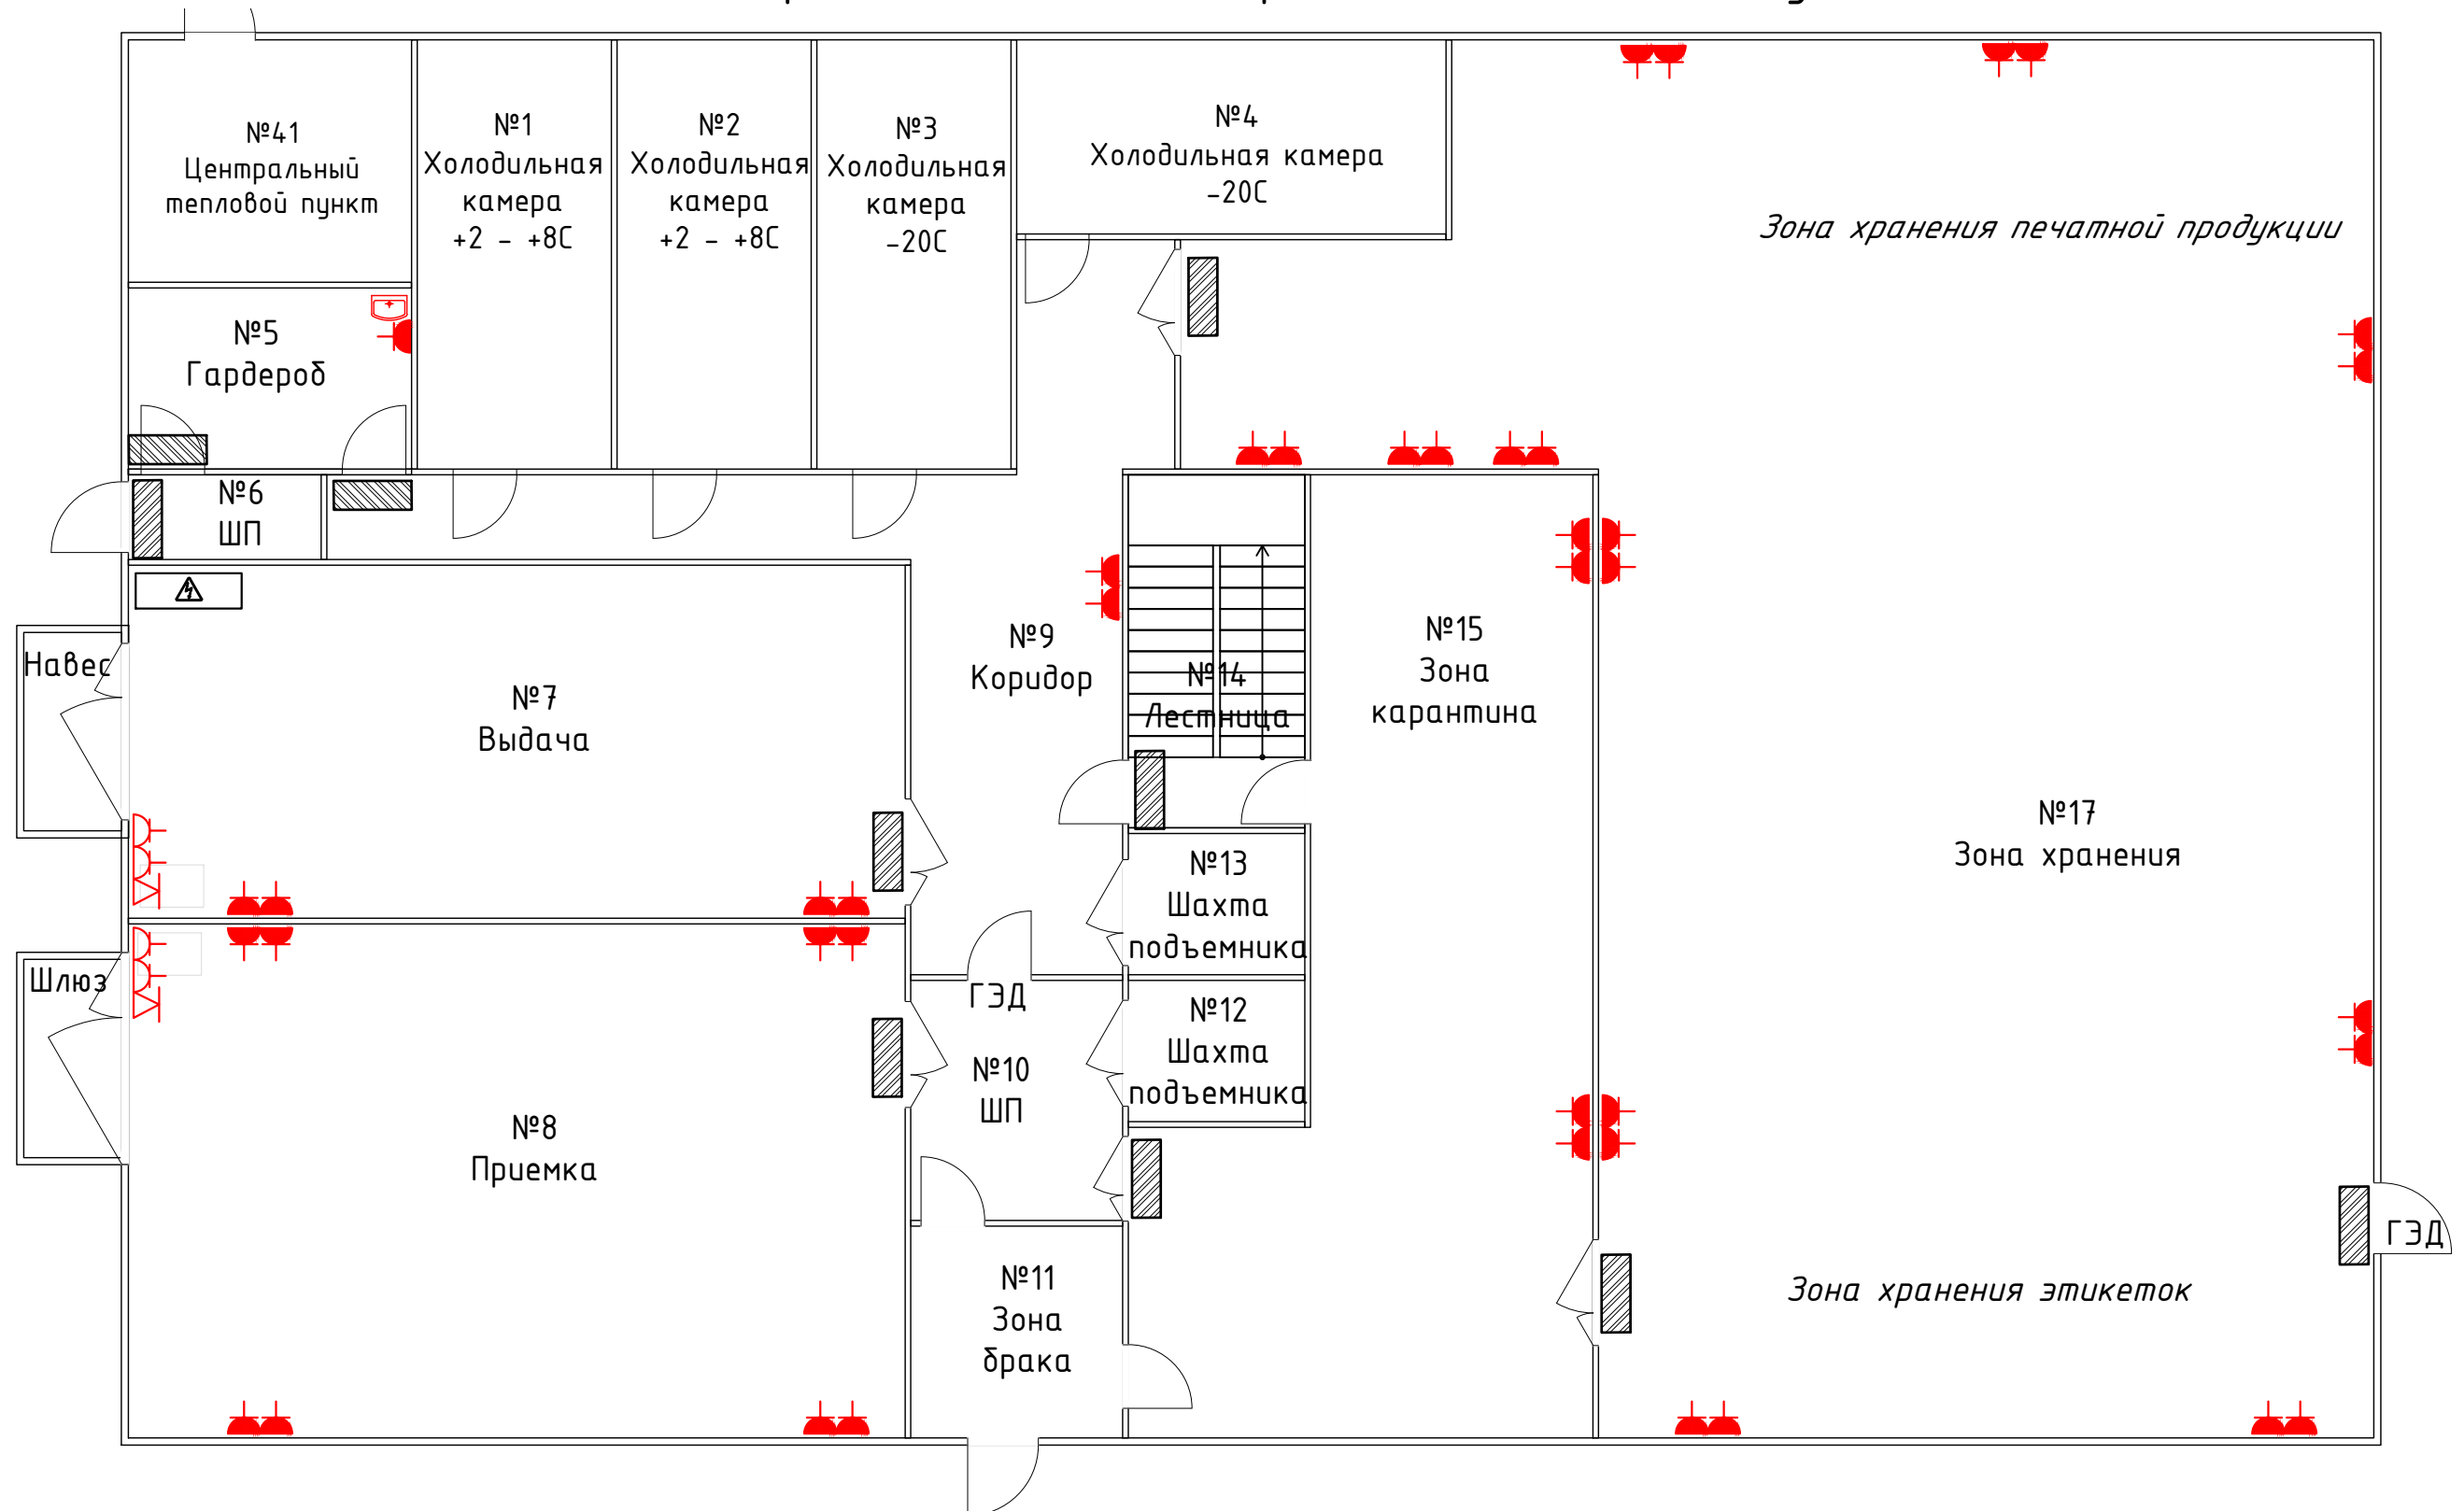 №41
Центральный
тепловой пункт
№1
Холодильная
камера
+2 - +8С
№2
Холодильная
камера
+2 - +8С
№3
Холодильная
камера
-20С
№4
Холодильная камера
-20С
Зона хранения печатной продукции
№5
Гардероб
№6
ШП
Навес
№7
Выдача
№9
Коридор
№14
Лестница
№15
Зона
карантина
№17
Зона хранения
№13
Шахта
подъемника
Шлюз
ГЭД
№12
Шахта
подъемника
№10
ШП
№8
Приемка
ГЭД
№11
Зона
брака
Зона хранения этикеток